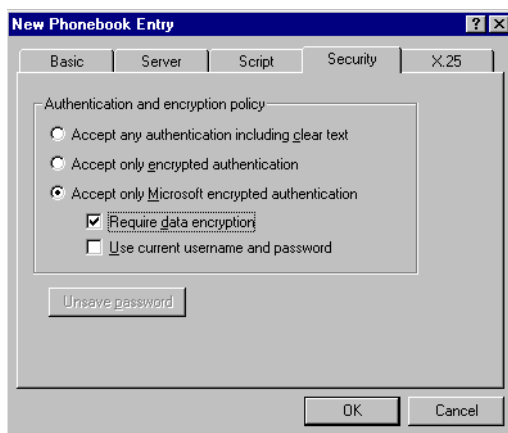 New Phonebook Entry
Basic Server Script Security X.25
Authentication and encryption policy
Accept any authentication including clear text
Accept only encrypted authentication
Accept only Microsoft encrypted authentication
Require data encryption
Use current username and password
Unsave password
OK Cancel